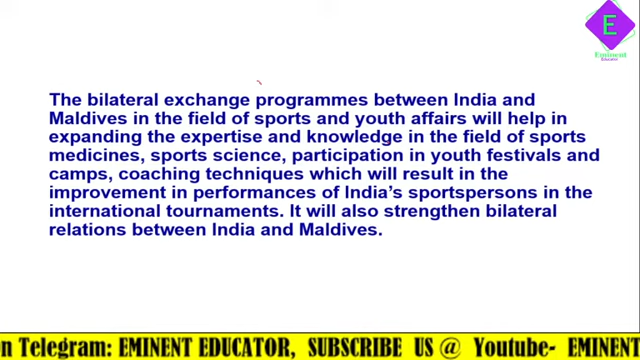 E
Eminent
Educator
The bilateral exchange programmes between India and
Maldives in the field of sports and youth affairs will help in
expanding the expertise and knowledge in the field of sports
medicines, sports science, participation in youth festivals and
camps, coaching techniques which will result in the
improvement in performances of India's sportspersons in the
international tournaments. It will also strengthen bilateral
relations between India and Maldives.
on Telegram: EMINENT EDUCATOR, SUBSCRIBE US @ Youtube- EMINENT